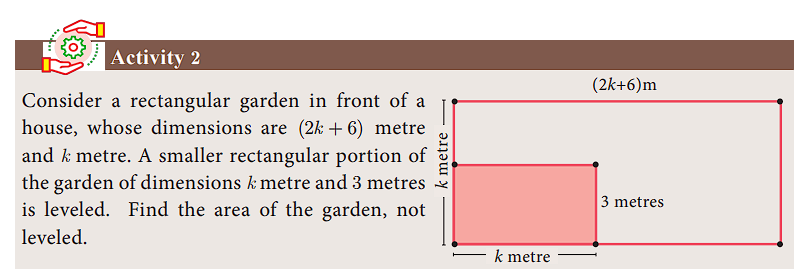 Activity 2
Consider a rectangular garden in front of a
house, whose dimensions are (2k + 6) metre
and k metre. A smaller rectangular portion of
the garden of dimensions k metre and 3 metres
is leveled. Find the area of the garden, not
leveled.
(2k+6)m
k metre
3 metres
k metre